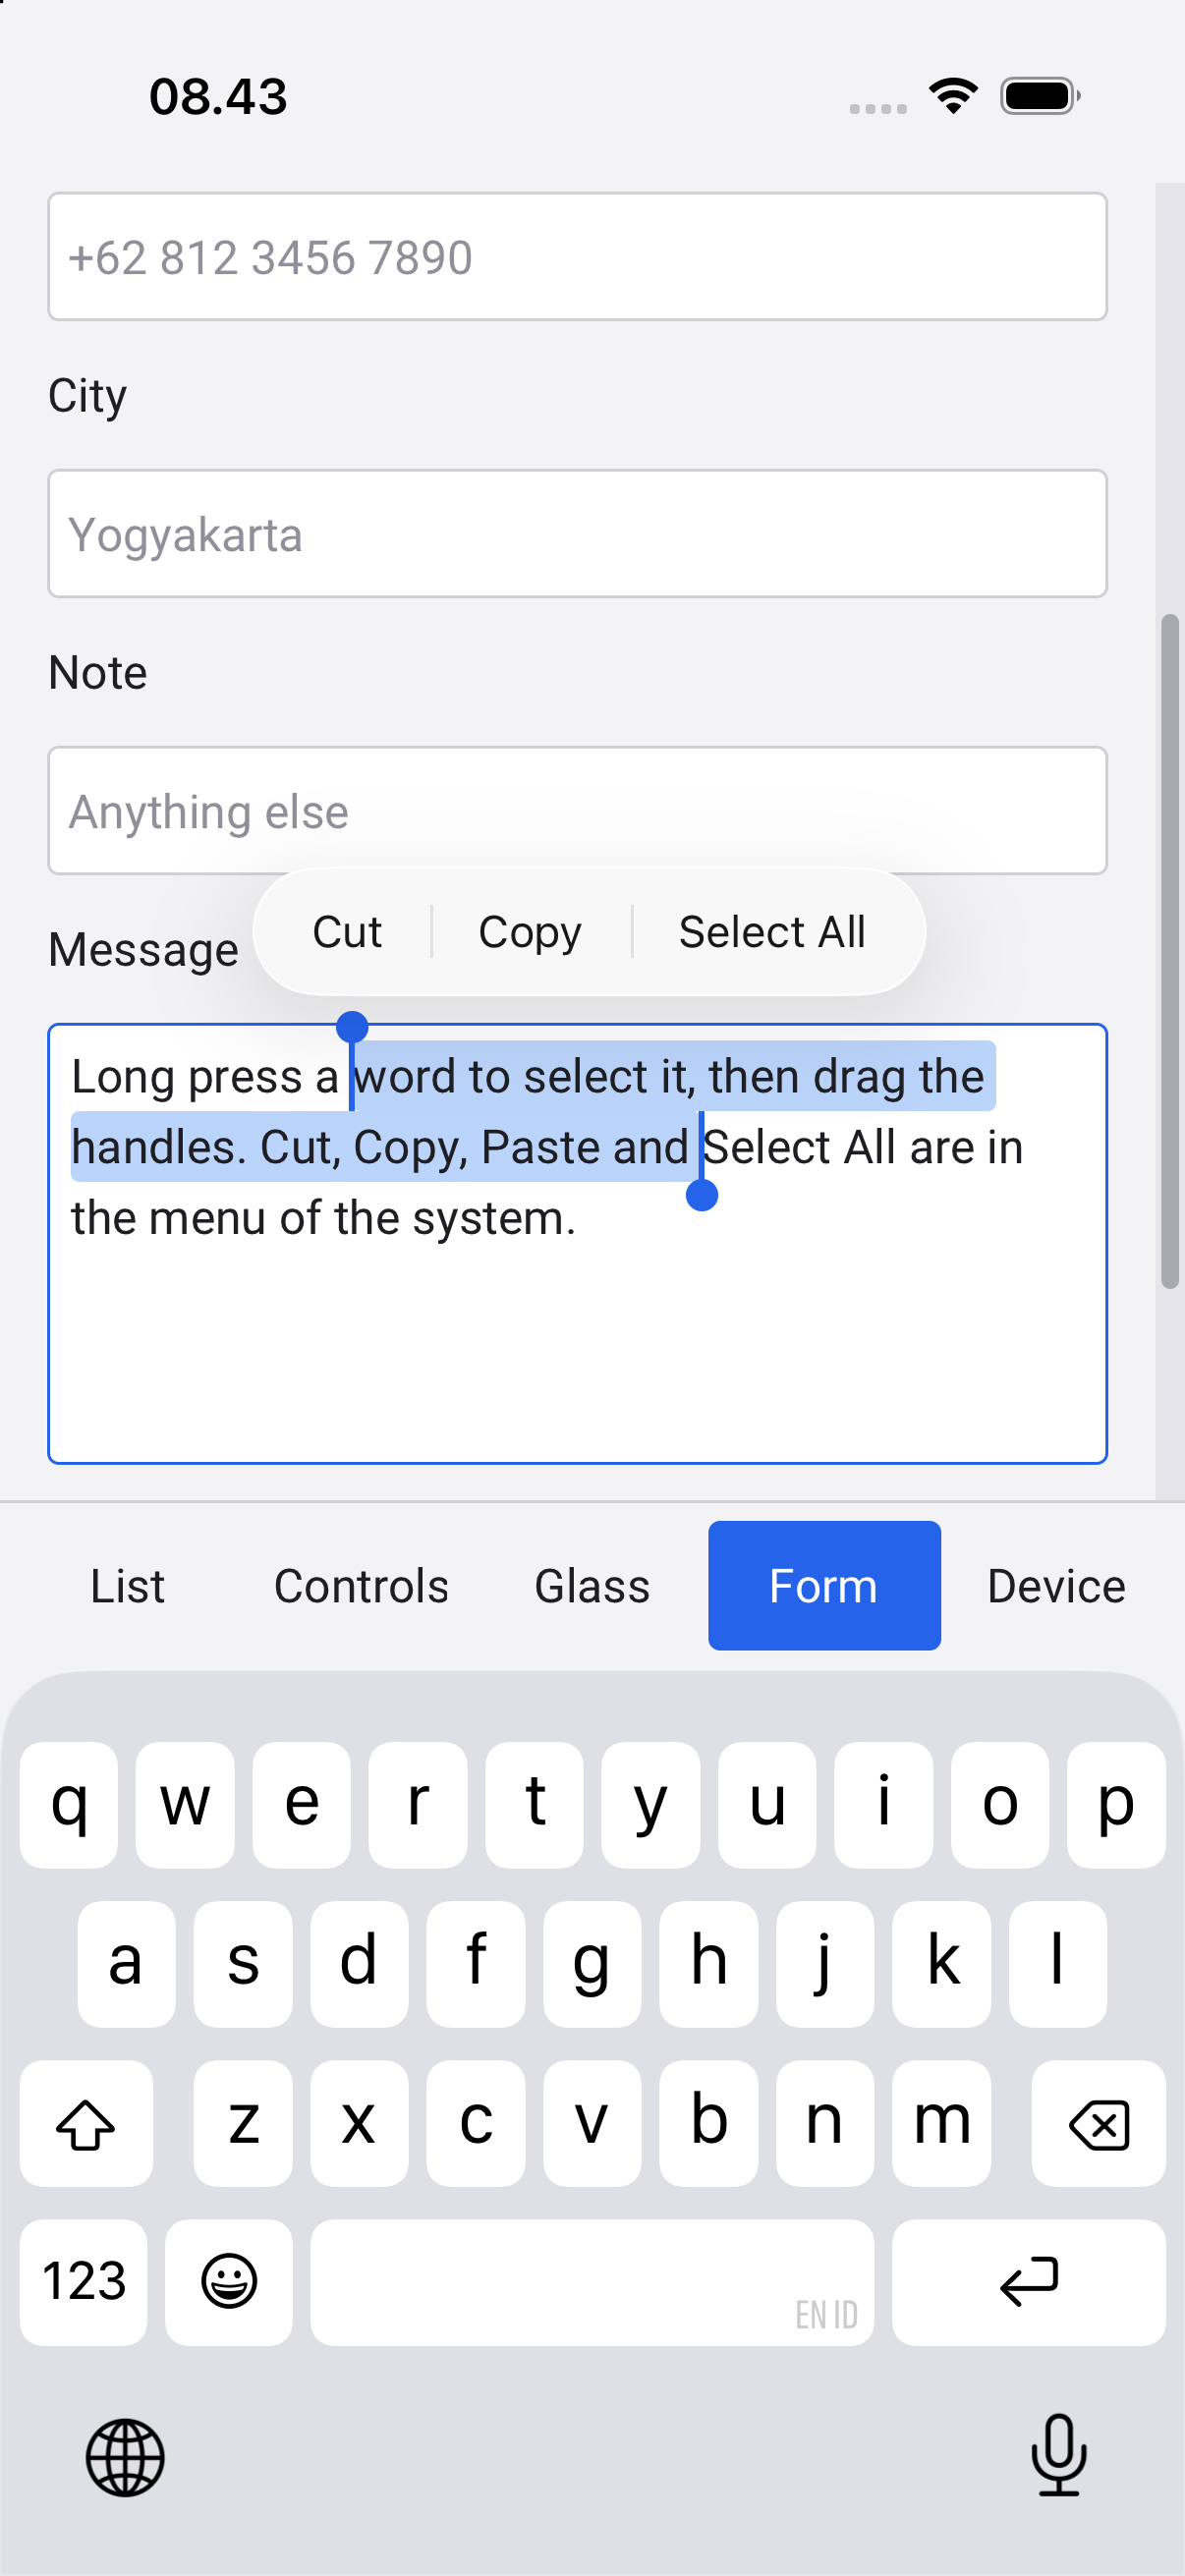 08.43
+62 812 3456 7890
City
Yogyakarta
Note
Anything else
Cut Copy Select All
Message
Long press a word to select it, then drag the
handles. Cut, Copy, Paste and Select All are in
the menu of the system.
List Controls Glass Form Device
q w e r t y u i o p
a s d f g h j k l
z x c v b n m
123
EN ID